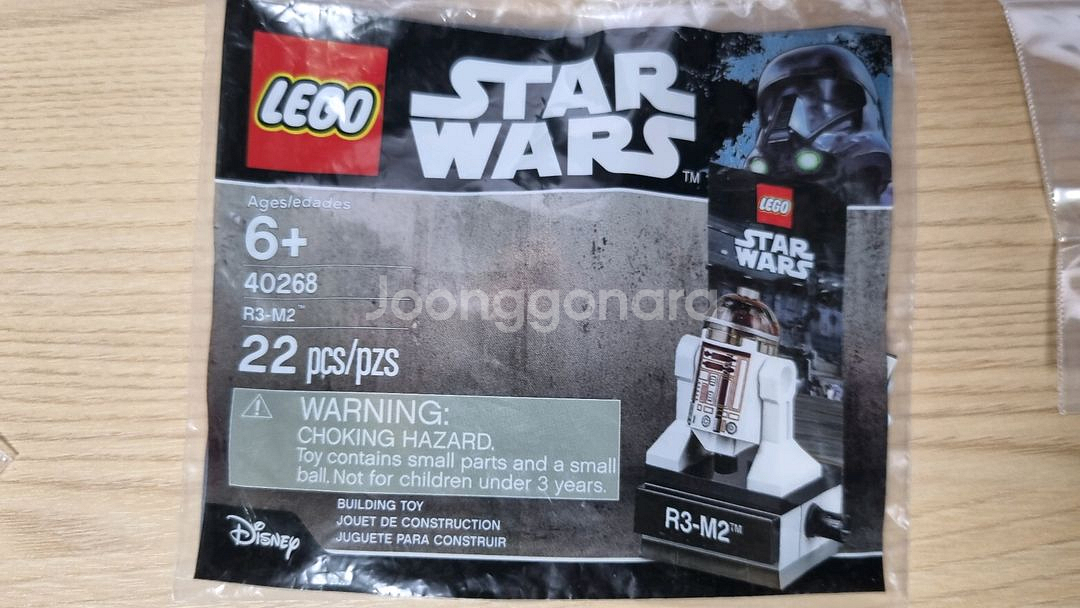 LEGO
STAR
WARS
TM
LEGO
STAR
WARS
Ages/edades
6+
40268
R3-M2™
22 pcs/pzs
Joonggonara
WARNING:
CHOKING HAZARD.
Toy contains small parts and a small
ball. Not for children under 3 years.
BUILDING TOY
JOUET DE CONSTRUCTION
JUGUETE PARA CONSTRUIR
Disney
R3-M2™